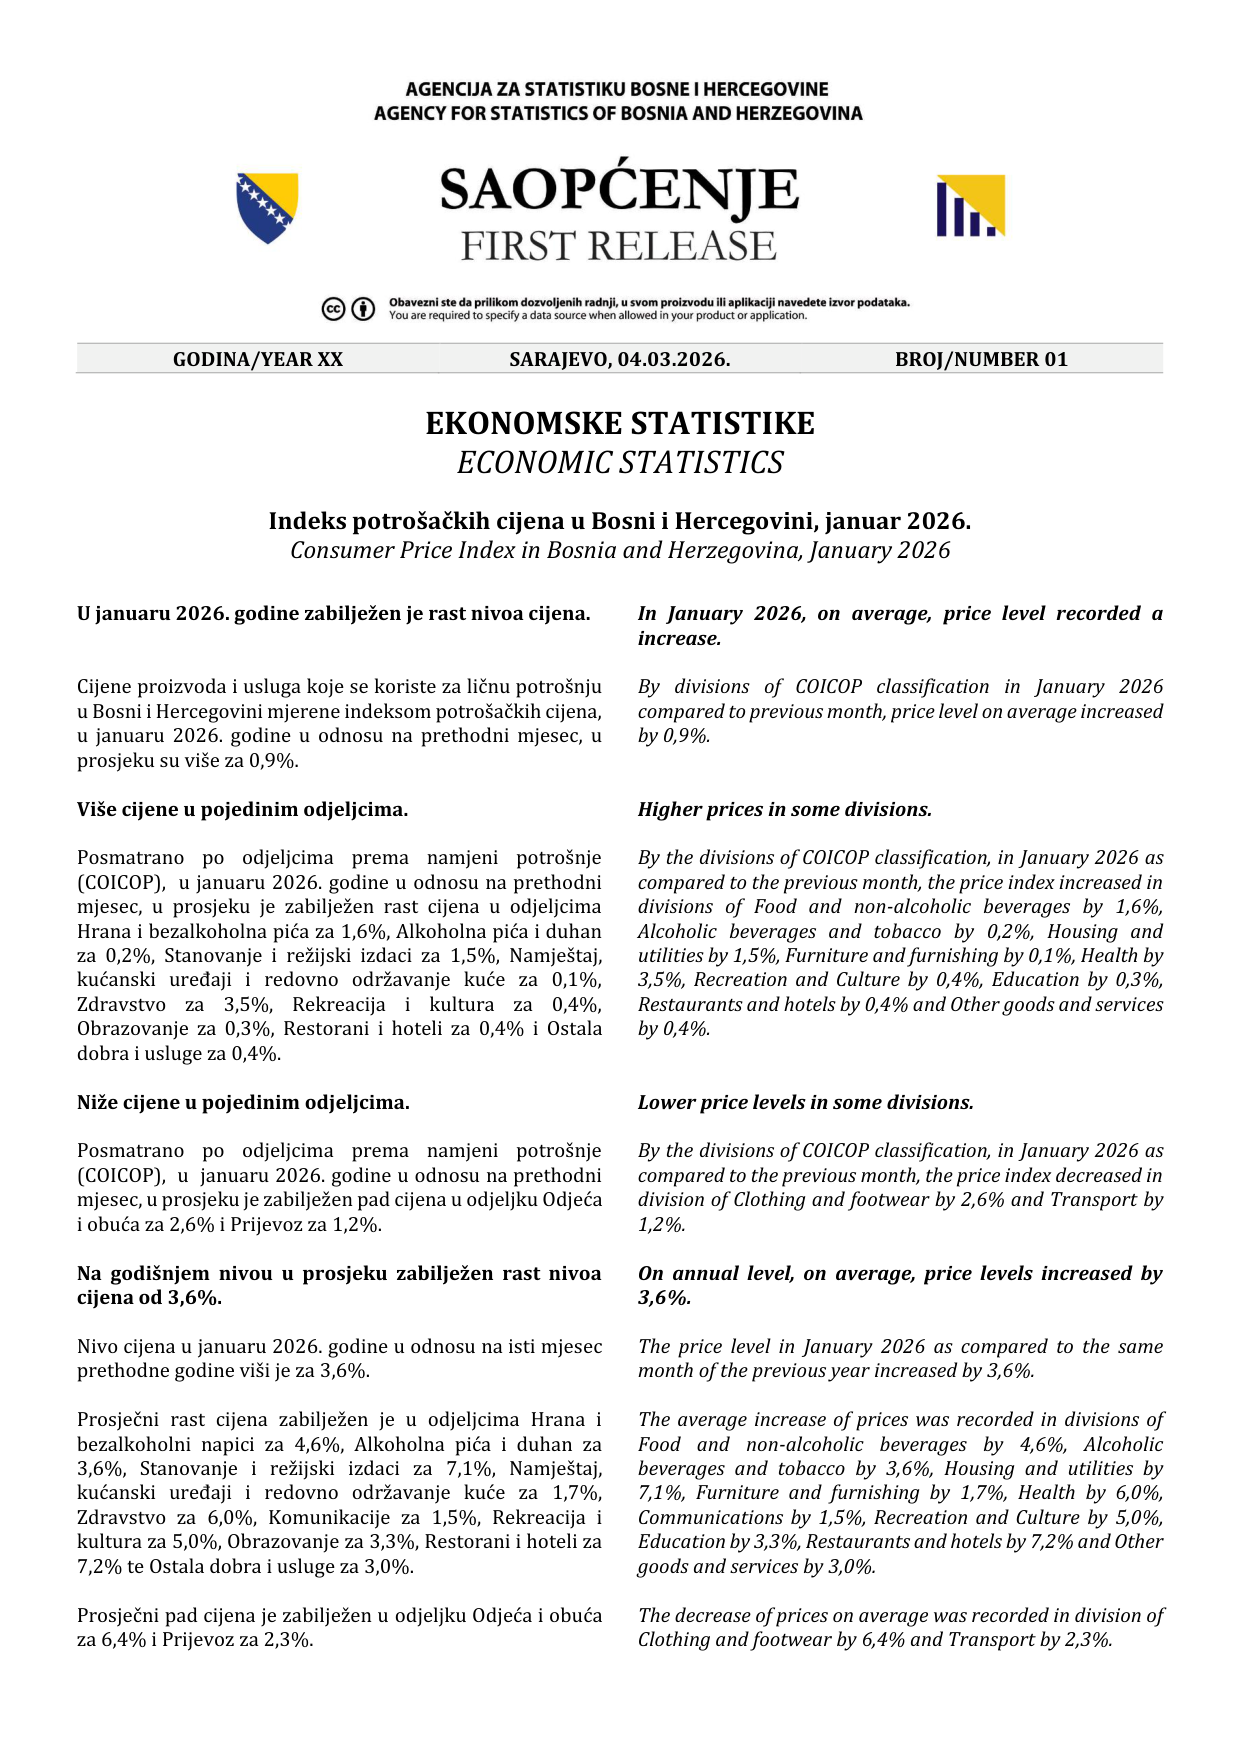 AGENCIJA ZA STATISTIKU BOSNE I HERCEGOVINE
AGENCY FOR STATISTICS OF BOSNIA AND HERZEGOVINA
SAOPĆENJE
FIRST RELEASE
cc
Obavezni ste da prilikom dozvoljenih radnji, u svom proizvodu ili aplikaciji navedete izvor podataka.
You are required to specify a data source when allowed in your product or application.
GODINA/YEAR XX SARAJEVO, 04.03.2026. BROJ/NUMBER 01
EKONOMSKE STATISTIKE
ECONOMIC STATISTICS
Indeks potrošačkih cijena u Bosni i Hercegovini, januar 2026.
Consumer Price Index in Bosnia and Herzegovina, January 2026
U januaru 2026. godine zabilježen je rast nivoa cijena.
In January 2026, on average, price level recorded a
increase.
Cijene proizvoda i usluga koje se koriste za ličnu potrošnju
u Bosni i Hercegovini mjerene indeksom potrošačkih cijena,
u januaru 2026. godine u odnosu na prethodni mjesec, u
prosjeku su više za 0,9%.
By divisions of COICOP classification in January 2026
compared to previous month, price level on average increased
by 0,9%.
Više cijene u pojedinim odjeljcima.
Higher prices in some divisions.
Posmatrano po odjeljcima prema namjeni potrošnje
(COICOP), u januaru 2026. godine u odnosu na prethodni
mjesec, u prosjeku je zabilježen rast cijena u odjeljcima
Hrana i bezalkoholna pića za 1,6%, Alkoholna pića i duhan
za 0,2%, Stanovanje i režijski izdaci za 1,5%, Namještaj,
kućanski uređaji i redovno održavanje kuće za 0,1%,
Zdravstvo za 3,5%, Rekreacija i kultura za 0,4%,
Obrazovanje za 0,3%, Restorani i hoteli za 0,4% i Ostala
dobra i usluge za 0,4%.
By the divisions of COICOP classification, in January 2026 as
compared to the previous month, the price index increased in
divisions of Food and non-alcoholic beverages by 1,6%,
Alcoholic beverages and tobacco by 0,2%, Housing and
utilities by 1,5%, Furniture and furnishing by 0,1%, Health by
3,5%, Recreation and Culture by 0,4%, Education by 0,3%,
Restaurants and hotels by 0,4% and Other goods and services
by 0,4%.
Niže cijene u pojedinim odjeljcima.
Lower price levels in some divisions.
Posmatrano po odjeljcima prema namjeni potrošnje
(COICOP), u januaru 2026. godine u odnosu na prethodni
mjesec, u prosjeku je zabilježen pad cijena u odjeljku Odjeća
i obuća za 2,6% i Prijevoz za 1,2%.
By the divisions of COICOP classification, in January 2026 as
compared to the previous month, the price index decreased in
division of Clothing and footwear by 2,6% and Transport by
1,2%.
Na godišnjem nivou u prosjeku zabilježen rast nivoa
cijena od 3,6%.
On annual level, on average, price levels increased by
3,6%.
Nivo cijena u januaru 2026. godine u odnosu na isti mjesec
prethodne godine viši je za 3,6%.
The price level in January 2026 as compared to the same
month of the previous year increased by 3,6%.
Prosječni rast cijena zabilježen je u odjeljcima Hrana i
bezalkoholni napici za 4,6%, Alkoholna pića i duhan za
3,6%, Stanovanje i režijski izdaci za 7,1%, Namještaj,
kućanski uređaji i redovno održavanje kuće za 1,7%,
Zdravstvo za 6,0%, Komunikacije za 1,5%, Rekreacija i
kultura za 5,0%, Obrazovanje za 3,3%, Restorani i hoteli za
7,2% te Ostala dobra i usluge za 3,0%.
The average increase of prices was recorded in divisions of
Food and non-alcoholic beverages by 4,6%, Alcoholic
beverages and tobacco by 3,6%, Housing and utilities by
7,1%, Furniture and furnishing by 1,7%, Health by 6,0%,
Communications by 1,5%, Recreation and Culture by 5,0%,
Education by 3,3%, Restaurants and hotels by 7,2% and Other
goods and services by 3,0%.
Prosječni pad cijena je zabilježen u odjeljku Odjeća i obuća
za 6,4% i Prijevoz za 2,3%.
The decrease of prices on average was recorded in division of
Clothing and footwear by 6,4% and Transport by 2,3%.